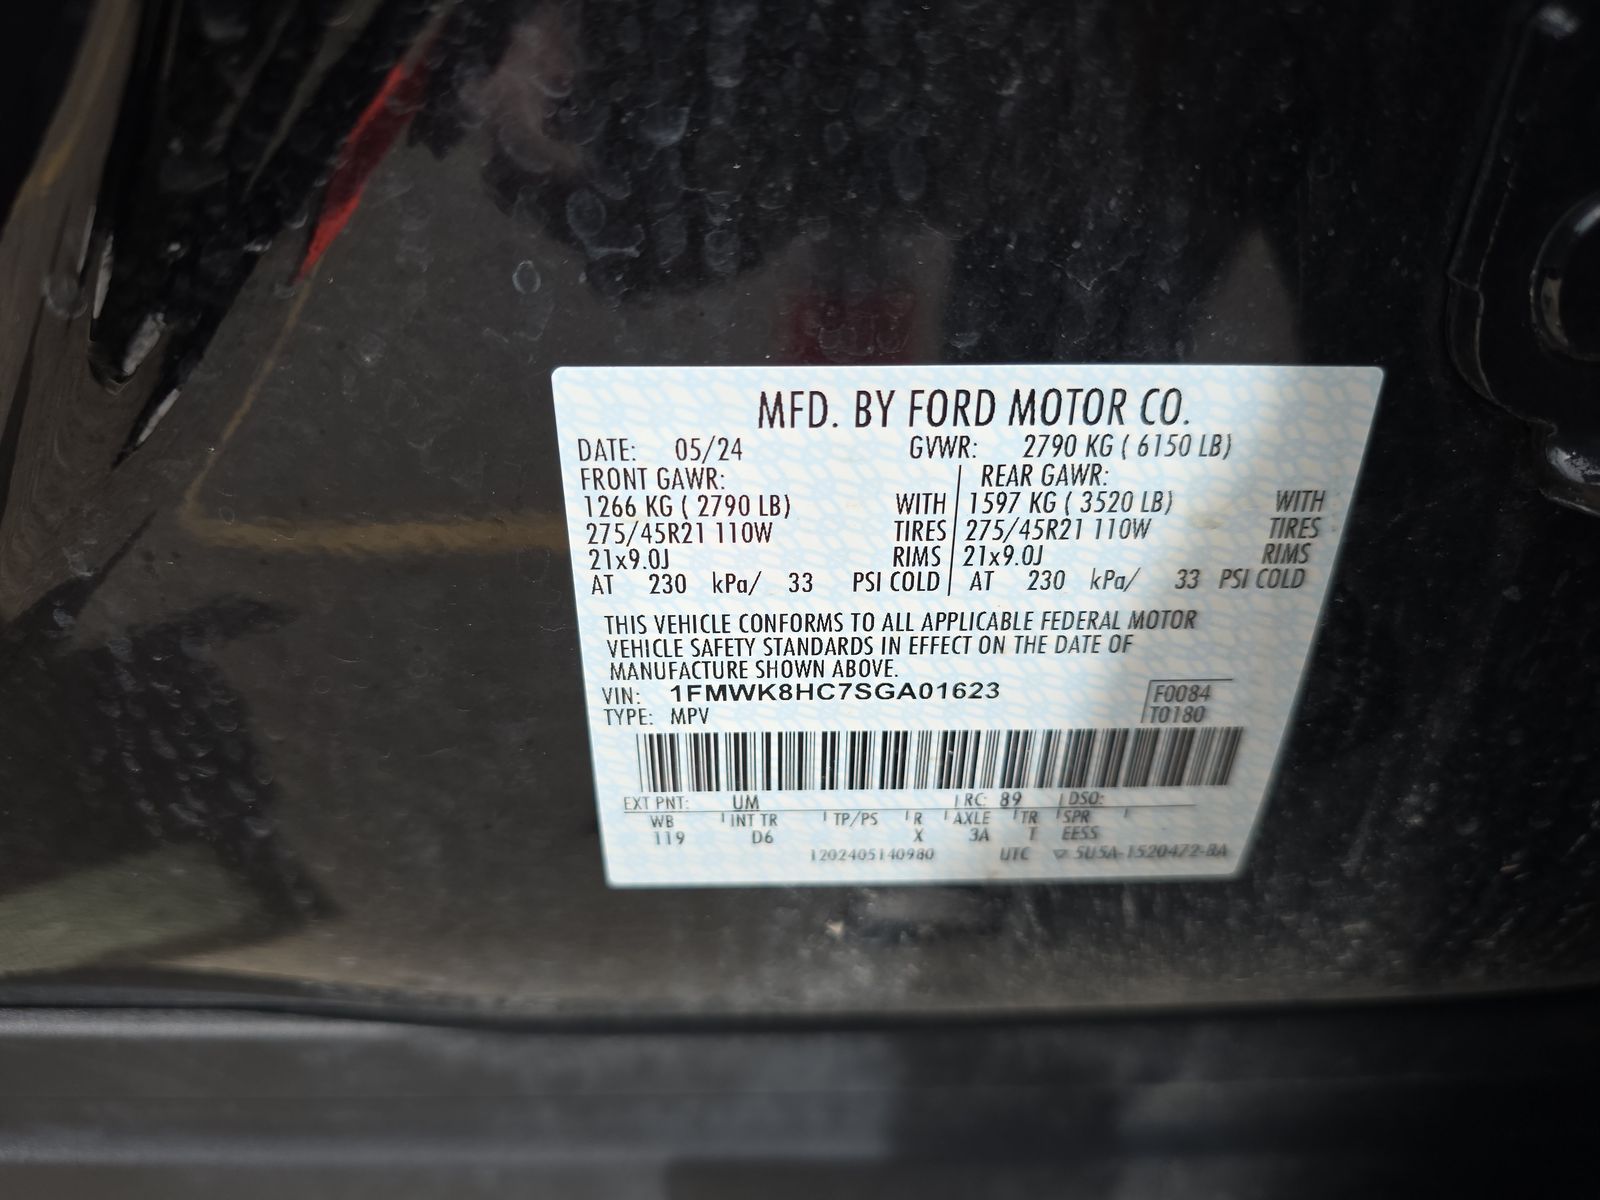 MFD. BY FORD MOTOR CO.
DATE: 05/24 GVWR: 2790 KG ( 6150 LB)
FRONT GAWR: REAR GAWR:
1266 KG ( 2790 LB) WITH 1597 KG ( 3520 LB) WITH
275/45R21 110W TIRES 275/45R21 110W TIRES
21x9.0J RIMS 21x9.0J RIMS
AT 230 kPa/ 33 PSI COLD AT 230 kPa/ 33 PSI COLD
THIS VEHICLE CONFORMS TO ALL APPLICABLE FEDERAL MOTOR
VEHICLE SAFETY STANDARDS IN EFFECT ON THE DATE OF
MANUFACTURE SHOWN ABOVE.
VIN: 1FMWK8HC7SGA01623 F0084
TYPE: MPV T0180
EXT PNT: UM RC: 89 DSO:
WB INT TR TP/PS R AXLE TR SPR
119 D6 X 3A T EESS
1202405140980 UTC 5U5A-1520472-BA